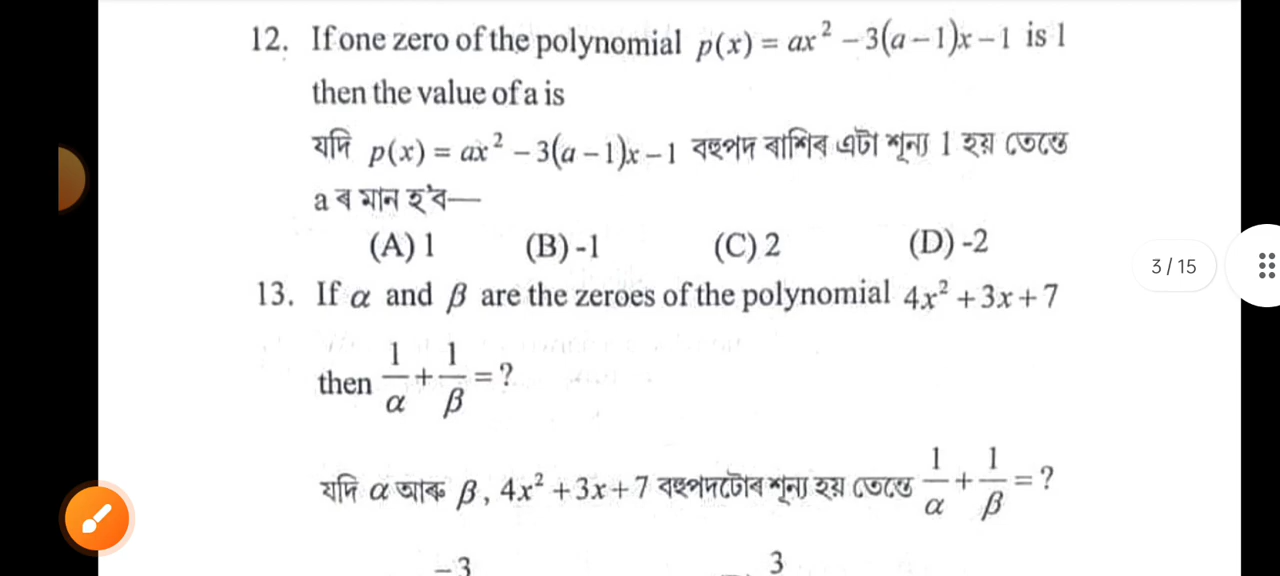 12. If one zero of the polynomial p(x) = ax² – 3(a – 1)x – 1 is 1
then the value of a is
যদি p(x) = ax² – 3(a – 1)x – 1 বহুপদ ৰাশিৰ এটা শূন্য 1 হয় তেন্তে
a ৰ মান হ'ব—
(A) 1 (B) -1 (C) 2 (D) -2
3 / 15
13. If α and β are the zeroes of the polynomial 4x² + 3x + 7
then 1/α + 1/β = ?
যদি α আৰু β, 4x² + 3x + 7 বহুপদটোৰ শূন্য হয় তেন্তে 1/α + 1/β = ?
–3 3